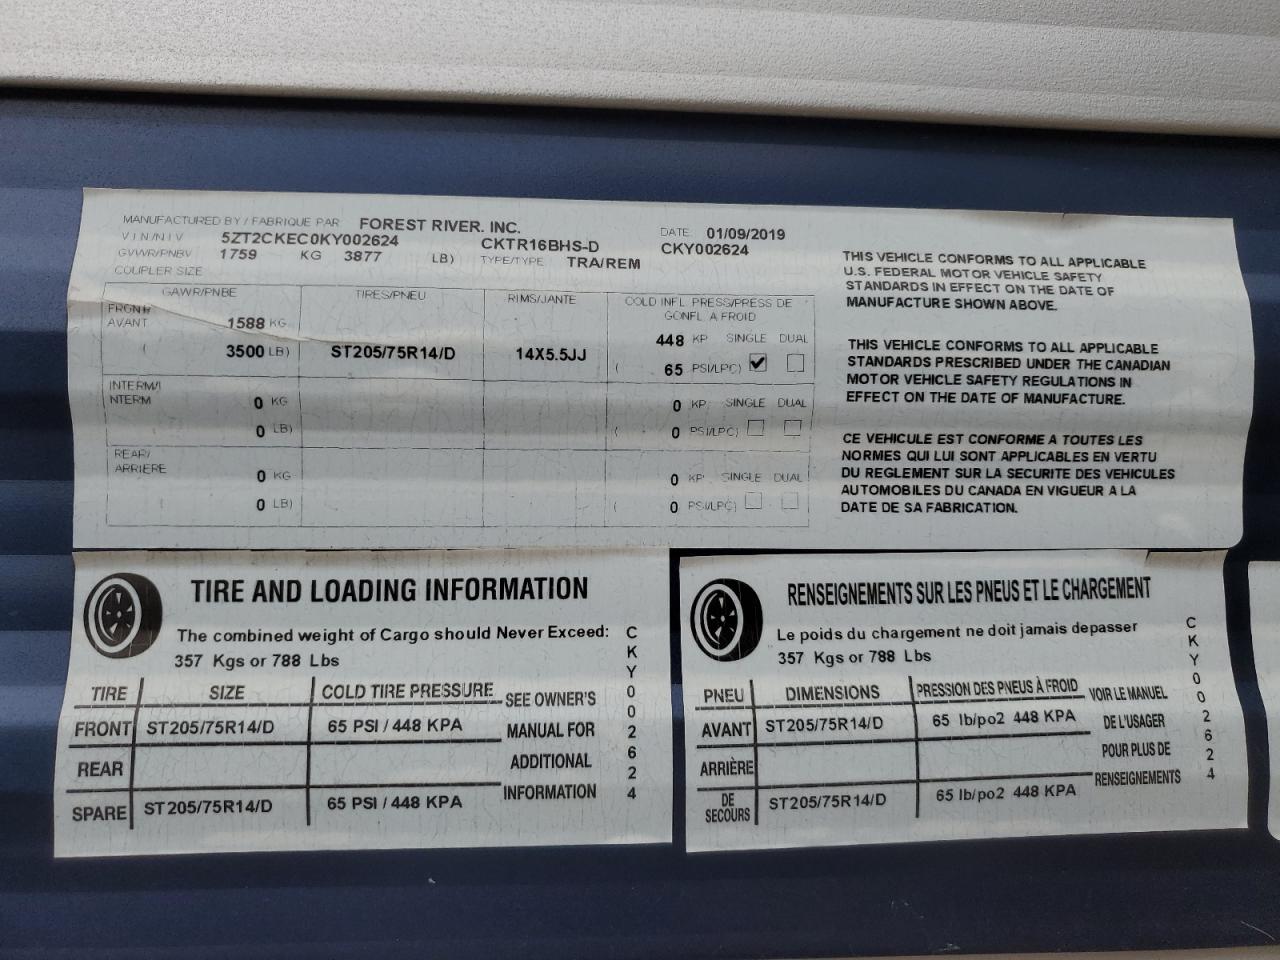 MANUFACTURED BY / FABRIQUE PAR FOREST RIVER. INC. DATE 01/09/2019
VIN/NIV 5ZT2CKEC0KY002624 CKTR16BHS-D CKY002624
GVWR/PNBV 1759 KG 3877 LB) TYPE/TYPE TRA/REM
COUPLER SIZE
GAWR/PNBE TIRES/PNEU RIMS/JANTE COLD INFL PRESS/PRESS DE
GONFL A FROID
FRONT/
AVANT 1588 KG 448 KP SINGLE DUAL
( 3500 LB) ST205/75R14/D 14X5.5JJ ( 65 PSI/LPC) ✔
INTERM/I
NTERM 0 KG 0 KP SINGLE DUAL
0 LB) ( 0 PSI/LPC)
REAR/
ARRIERE 0 KG 0 KP SINGLE DUAL
( 0 LB) ( 0 PSI/LPC)
THIS VEHICLE CONFORMS TO ALL APPLICABLE
U.S. FEDERAL MOTOR VEHICLE SAFETY
STANDARDS IN EFFECT ON THE DATE OF
MANUFACTURE SHOWN ABOVE.
THIS VEHICLE CONFORMS TO ALL APPLICABLE
STANDARDS PRESCRIBED UNDER THE CANADIAN
MOTOR VEHICLE SAFETY REGULATIONS IN
EFFECT ON THE DATE OF MANUFACTURE.
CE VEHICULE EST CONFORME A TOUTES LES
NORMES QUI LUI SONT APPLICABLES EN VERTU
DU REGLEMENT SUR LA SECURITE DES VEHICULES
AUTOMOBILES DU CANADA EN VIGUEUR A LA
DATE DE SA FABRICATION.
TIRE AND LOADING INFORMATION
The combined weight of Cargo should Never Exceed:
357 Kgs or 788 Lbs
TIRE SIZE COLD TIRE PRESSURE
FRONT ST205/75R14/D 65 PSI / 448 KPA
REAR
SPARE ST205/75R14/D 65 PSI / 448 KPA
SEE OWNER'S
MANUAL FOR
ADDITIONAL
INFORMATION
CKY002624
RENSEIGNEMENTS SUR LES PNEUS ET LE CHARGEMENT
Le poids du chargement ne doit jamais depasser
357 Kgs or 788 Lbs
PNEU DIMENSIONS PRESSION DES PNEUS À FROID
AVANT ST205/75R14/D 65 lb/po2 448 KPA
ARRIÈRE
DE
SECOURS ST205/75R14/D 65 lb/po2 448 KPA
VOIR LE MANUEL
DE L'USAGER
POUR PLUS DE
RENSEIGNEMENTS
CKY002624